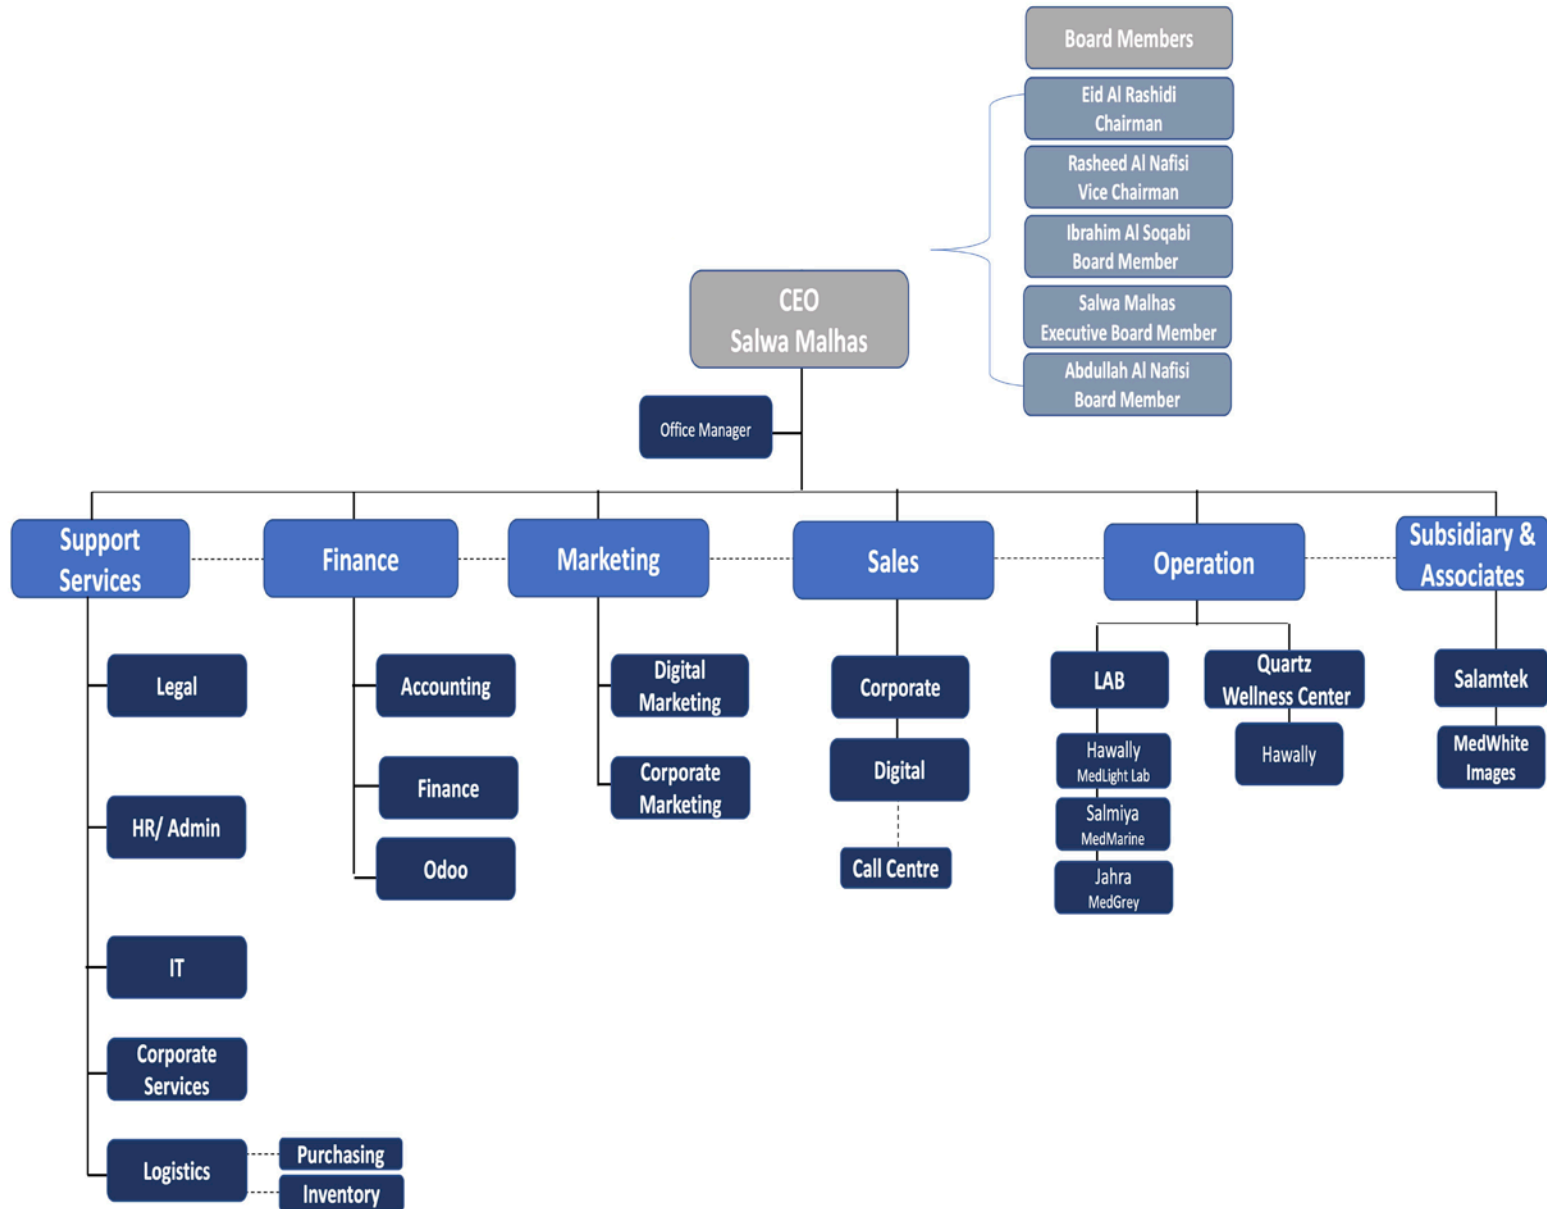 Board Members
Eid Al Rashidi
Chairman
Rasheed Al Nafisi
Vice Chairman
Ibrahim Al Soqabi
Board Member
Salwa Malhas
Executive Board Member
Abdullah Al Nafisi
Board Member
CEO
Salwa Malhas
Office Manager
Support
Services
Finance
Marketing
Sales
Operation
Subsidiary &
Associates
Legal
HR/ Admin
IT
Corporate
Services
Logistics
Purchasing
Inventory
Accounting
Finance
Odoo
Digital
Marketing
Corporate
Marketing
Corporate
Digital
Call Centre
LAB
Hawally
MedLight Lab
Salmiya
MedMarine
Jahra
MedGrey
Quartz
Wellness Center
Hawally
Salamtek
MedWhite
Images